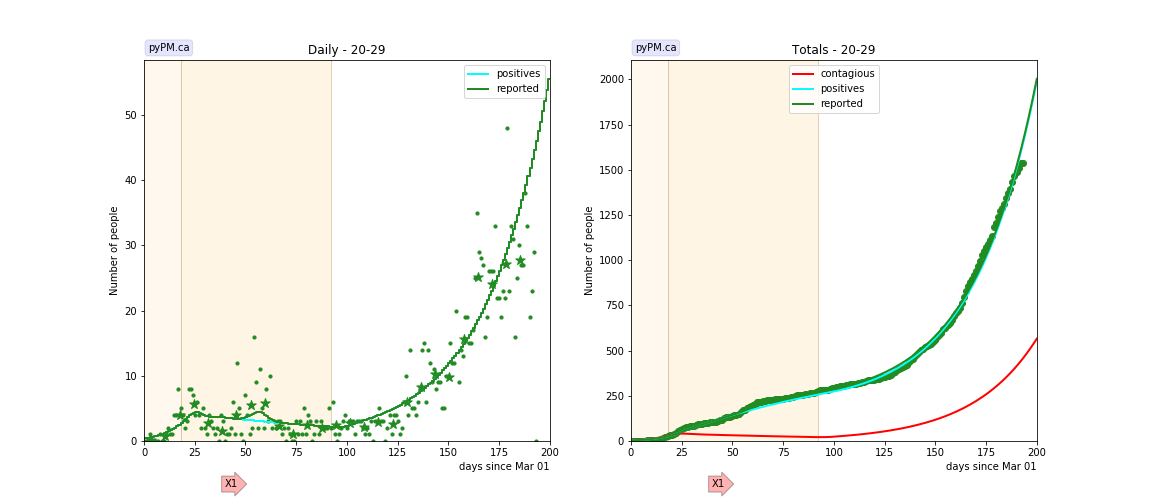 pyPM.ca
Daily - 20-29
positives
reported
Number of people
50
40
30
20
10
0
0 25 50 75 100 125 150 175 200
days since Mar 01
X1
pyPM.ca
Totals - 20-29
contagious
positives
reported
Number of people
2000
1750
1500
1250
1000
750
500
250
0
0 25 50 75 100 125 150 175 200
days since Mar 01
X1